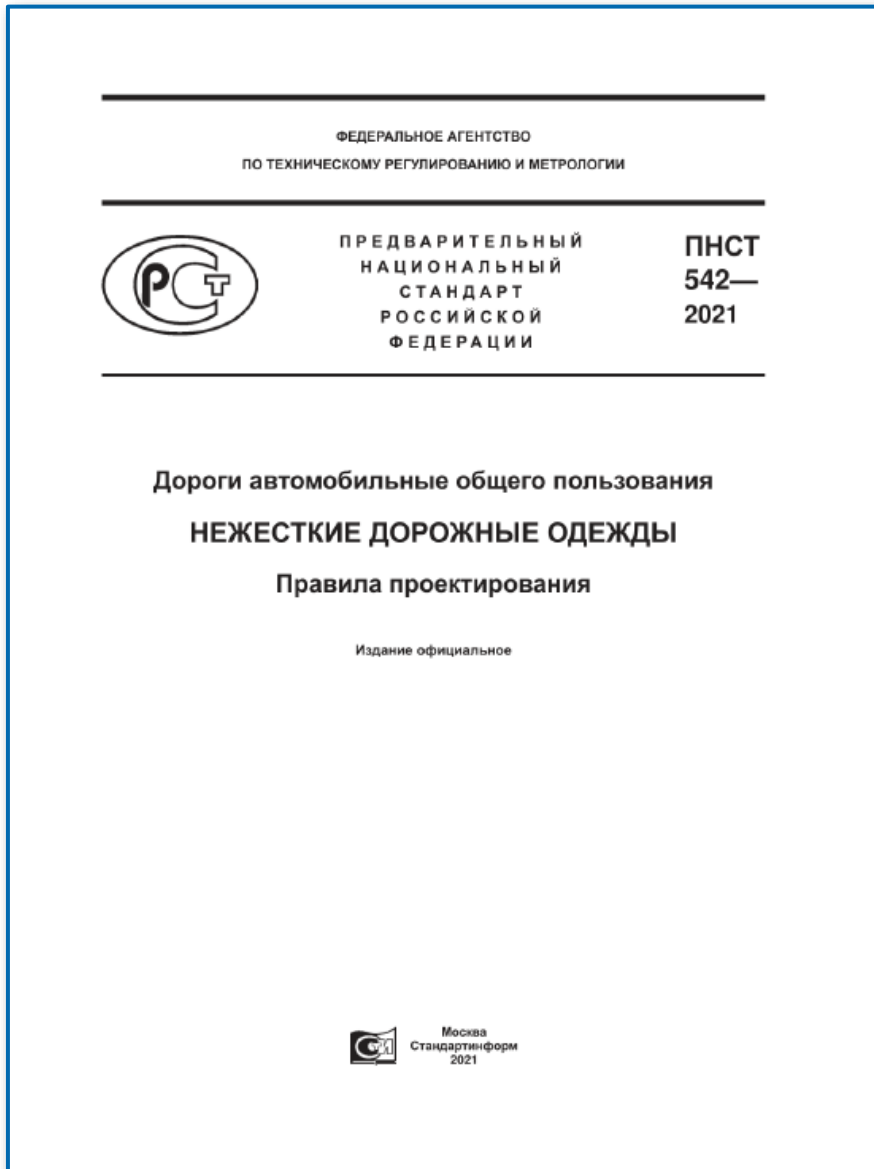 ФЕДЕРАЛЬНОЕ АГЕНТСТВО
ПО ТЕХНИЧЕСКОМУ РЕГУЛИРОВАНИЮ И МЕТРОЛОГИИ
РСТ
ПРЕДВАРИТЕЛЬНЫЙ
НАЦИОНАЛЬНЫЙ
СТАНДАРТ
РОССИЙСКОЙ
ФЕДЕРАЦИИ
ПНСТ
542—
2021
Дороги автомобильные общего пользования
НЕЖЕСТКИЕ ДОРОЖНЫЕ ОДЕЖДЫ
Правила проектирования
Издание официальное
Москва
Стандартинформ
2021